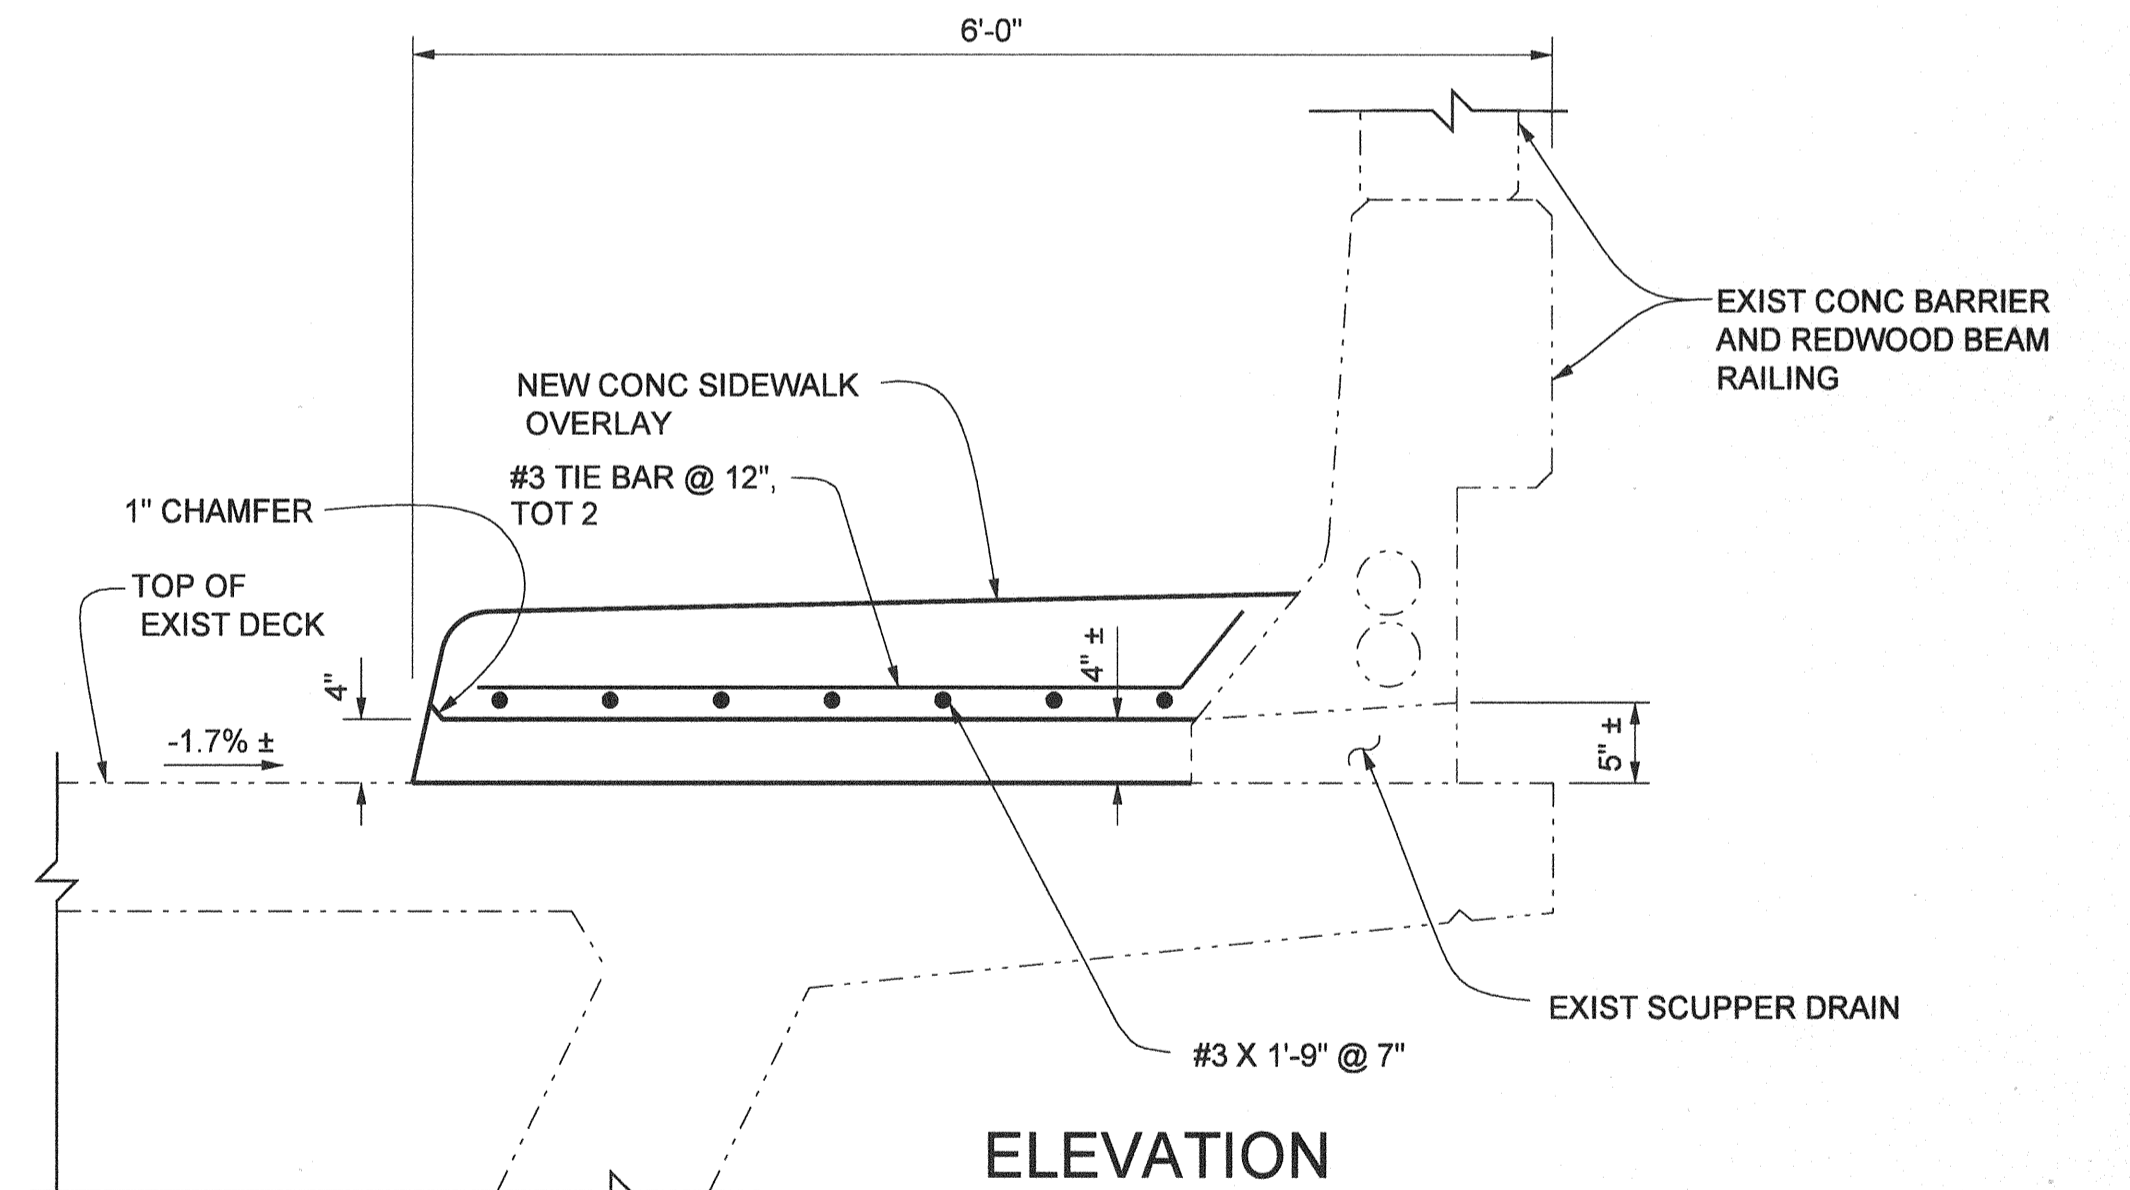 6'-0"
EXIST CONC BARRIER
AND REDWOOD BEAM
RAILING
NEW CONC SIDEWALK
OVERLAY
#3 TIE BAR @ 12",
TOT 2
1" CHAMFER
TOP OF
EXIST DECK
4"
4" ±
-1.7% ±
5" ±
EXIST SCUPPER DRAIN
#3 X 1'-9" @ 7"
ELEVATION